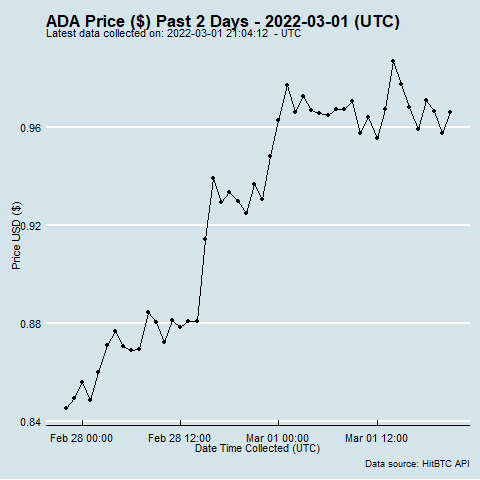 ADA Price ($) Past 2 Days - 2022-03-01 (UTC)
Latest data collected on: 2022-03-01 21:04:12  - UTC
0.96
0.92
0.88
0.84
Price USD ($)
Feb 28 00:00
Feb 28 12:00
Mar 01 00:00
Mar 01 12:00
Date Time Collected (UTC)
Data source: HitBTC API